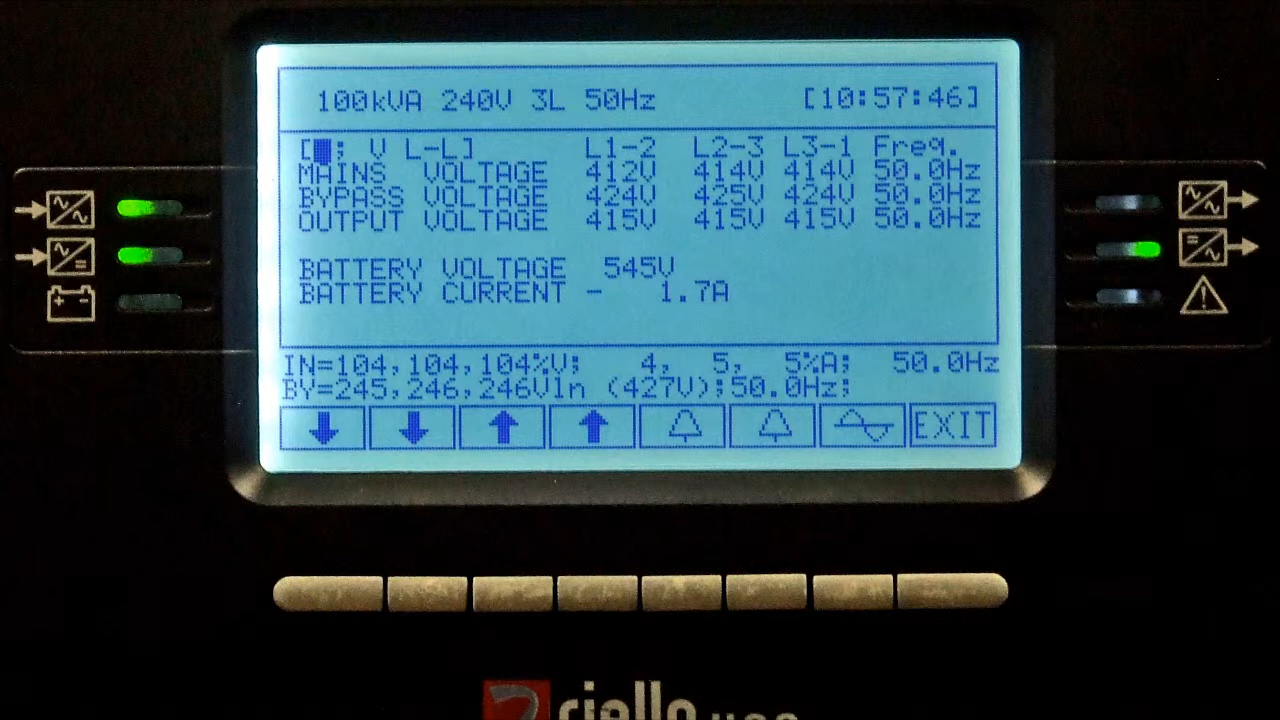 100kVA 240V 3L 50Hz [10:57:46]
[■; V L-L] L1-2 L2-3 L3-1 Freq.
MAINS VOLTAGE 412V 414V 414V 50.0Hz
BYPASS VOLTAGE 424V 425V 424V 50.0Hz
OUTPUT VOLTAGE 415V 415V 415V 50.0Hz
BATTERY VOLTAGE 545V
BATTERY CURRENT - 1.7A
IN=104,104,104%V; 4, 5, 5%A; 50.0Hz
BY=245,246,246Vln (427V);50.0Hz;
EXIT
riello ups